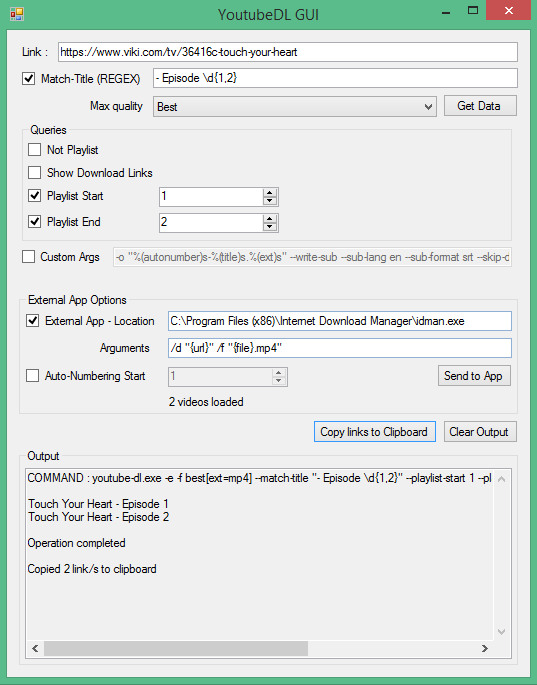 YoutubeDL GUI
Link : https://www.viki.com/tv/36416c-touch-your-heart
Match-Title (REGEX) - Episode \d{1,2}
Max quality Best Get Data
Queries
Not Playlist
Show Download Links
Playlist Start 1
Playlist End 2
Custom Args -o "%(autonumber)s-%(title)s.%(ext)s" --write-sub --sub-lang en --sub-format srt --skip-d
External App Options
External App - Location C:\Program Files (x86)\Internet Download Manager\idman.exe
Arguments /d "{url}" /f "{file}.mp4"
Auto-Numbering Start 1 Send to App
2 videos loaded
Copy links to Clipboard Clear Output
Output
COMMAND : youtube-dl.exe -e -f best[ext=mp4] --match-title "- Episode \d{1,2}" --playlist-start 1 --pl
Touch Your Heart - Episode 1
Touch Your Heart - Episode 2
Operation completed
Copied 2 link/s to clipboard